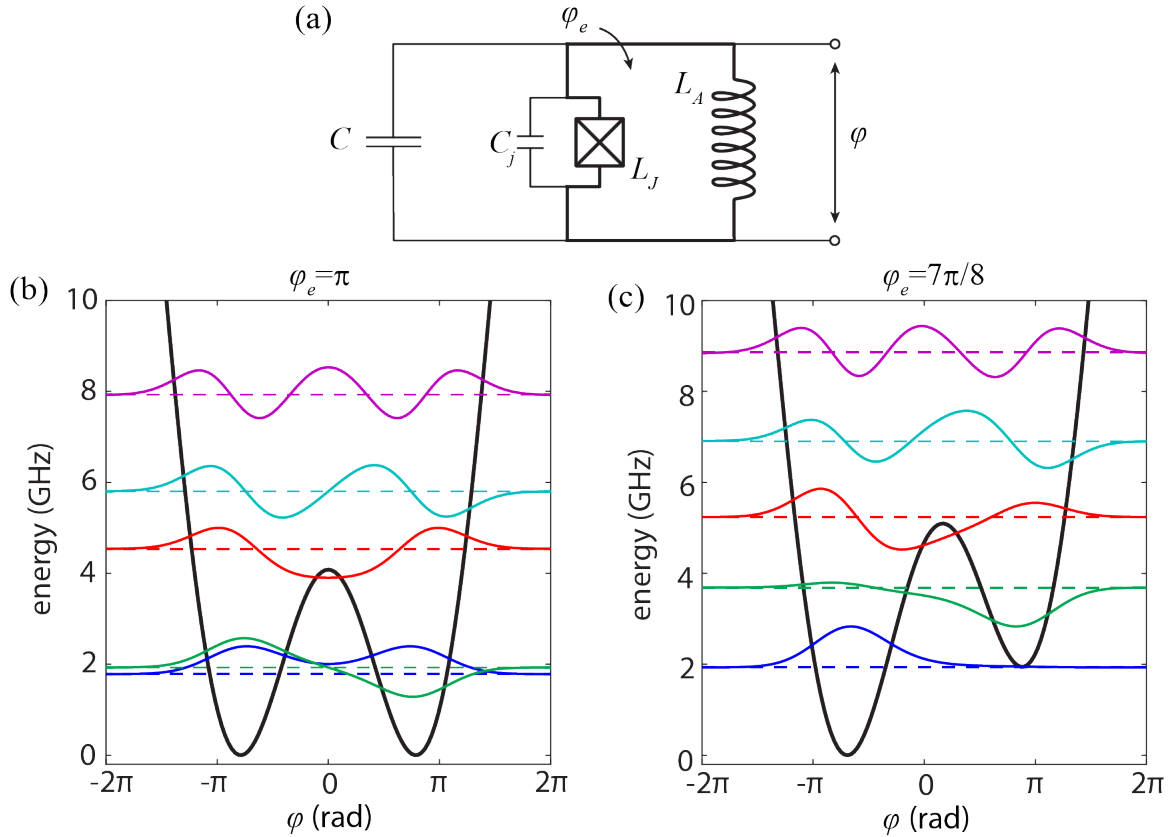 (a)
φe
C
Cj
LJ
LA
φ
(b)
φe=π
10
8
6
4
2
0
energy (GHz)
-2π -π 0 π 2π
φ (rad)
(c)
φe=7π/8
10
8
6
4
2
0
energy (GHz)
-2π -π 0 π 2π
φ (rad)